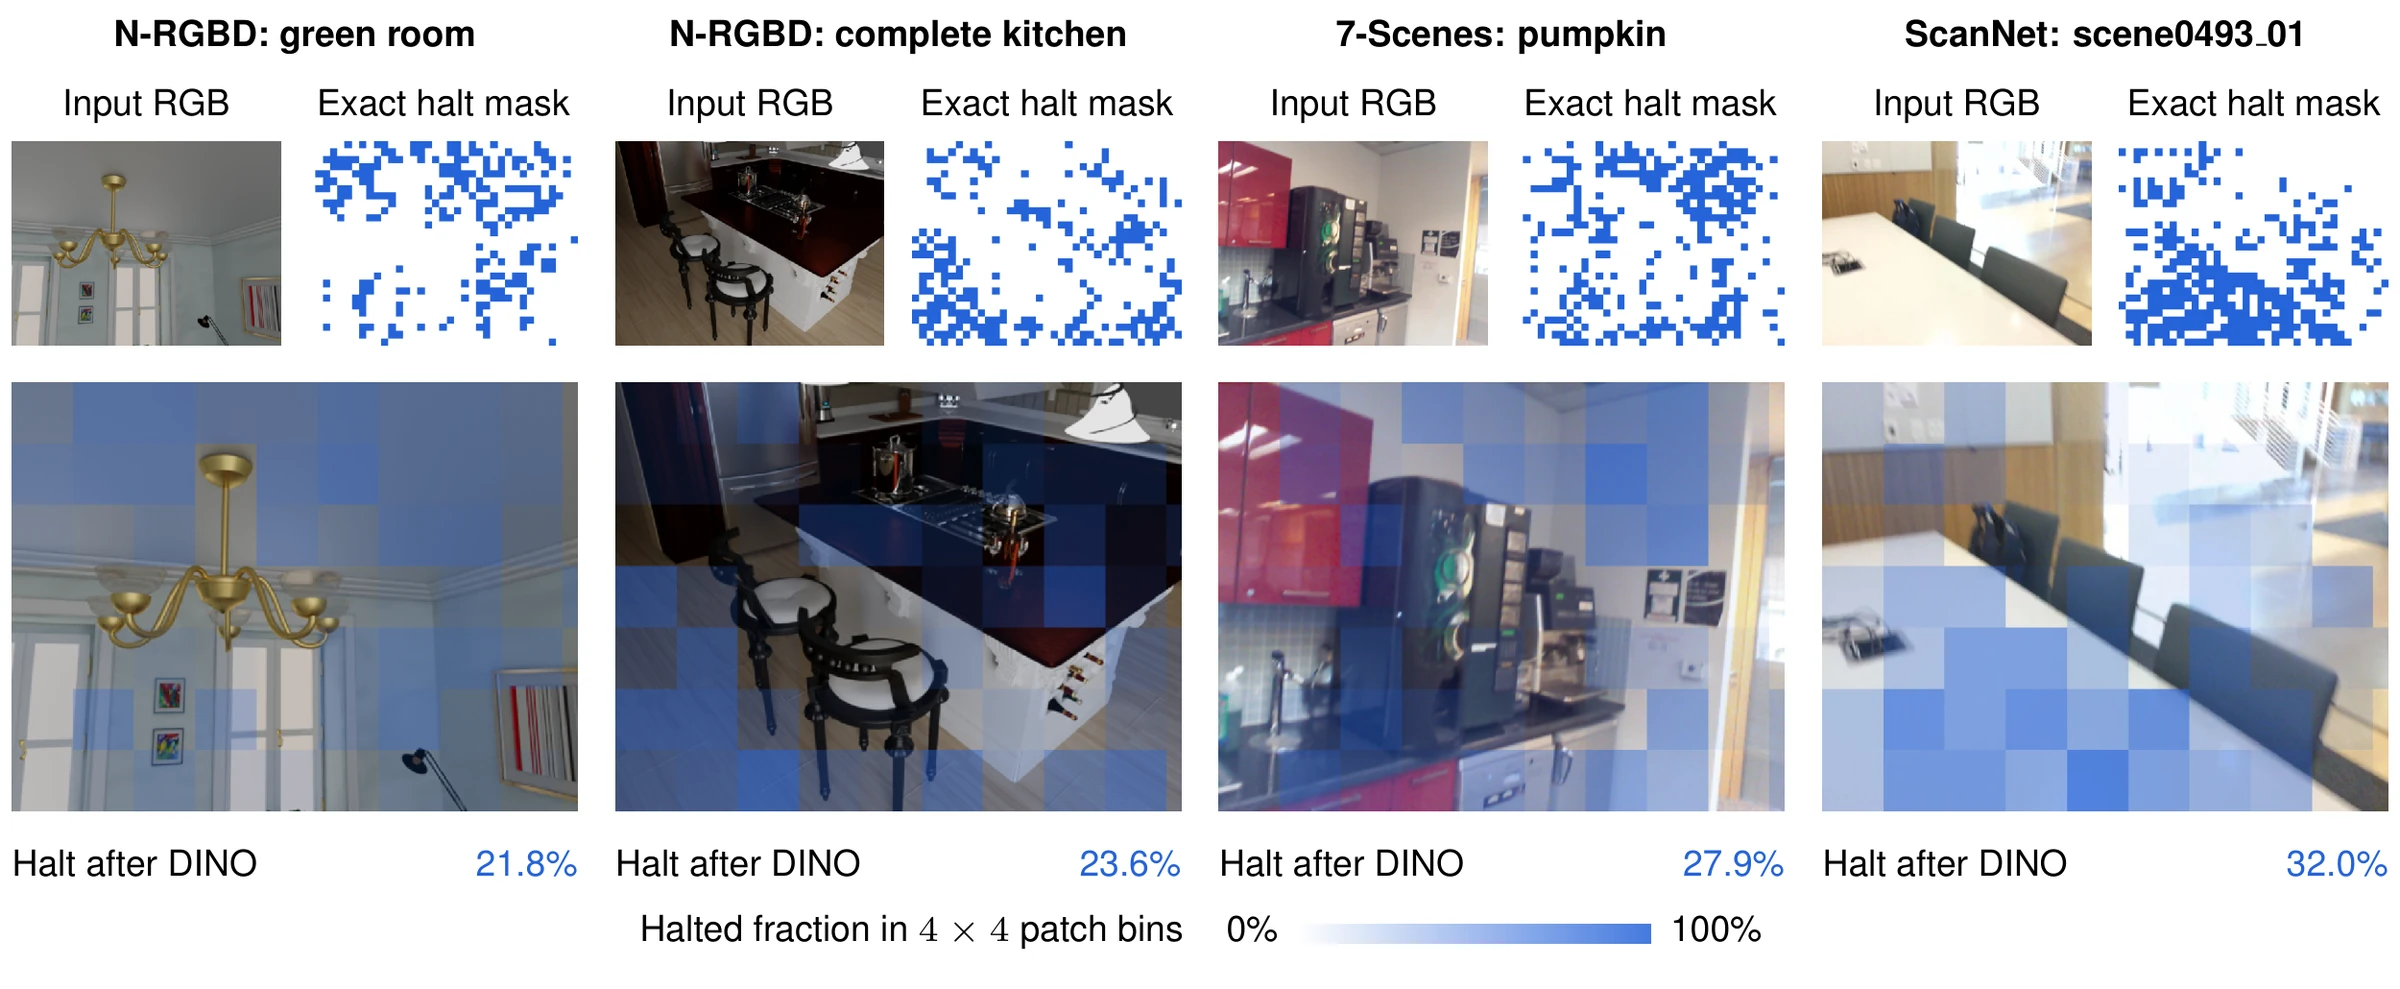 N-RGBD: green room
N-RGBD: complete kitchen
7-Scenes: pumpkin
ScanNet: scene0493_01
Input RGB
Exact halt mask
Input RGB
Exact halt mask
Input RGB
Exact halt mask
Input RGB
Exact halt mask
Halt after DINO 21.8%
Halt after DINO 23.6%
Halt after DINO 27.9%
Halt after DINO 32.0%
Halted fraction in 4 × 4 patch bins 0% 100%